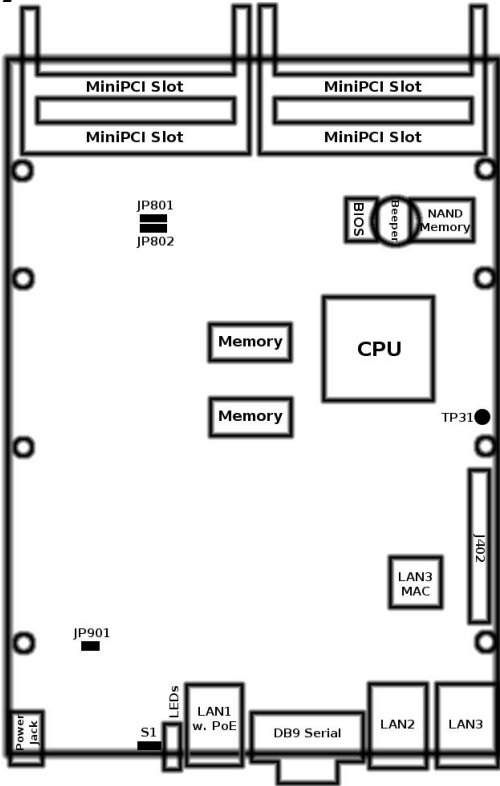 MiniPCI Slot
MiniPCI Slot
MiniPCI Slot
MiniPCI Slot
JP801
JP802
BIOS
Beeper
NAND
Memory
Memory
CPU
Memory
TP31
J402
LAN3
MAC
JP901
Power
Jack
S1
LEDs
LAN1
w. PoE
DB9 Serial
LAN2
LAN3